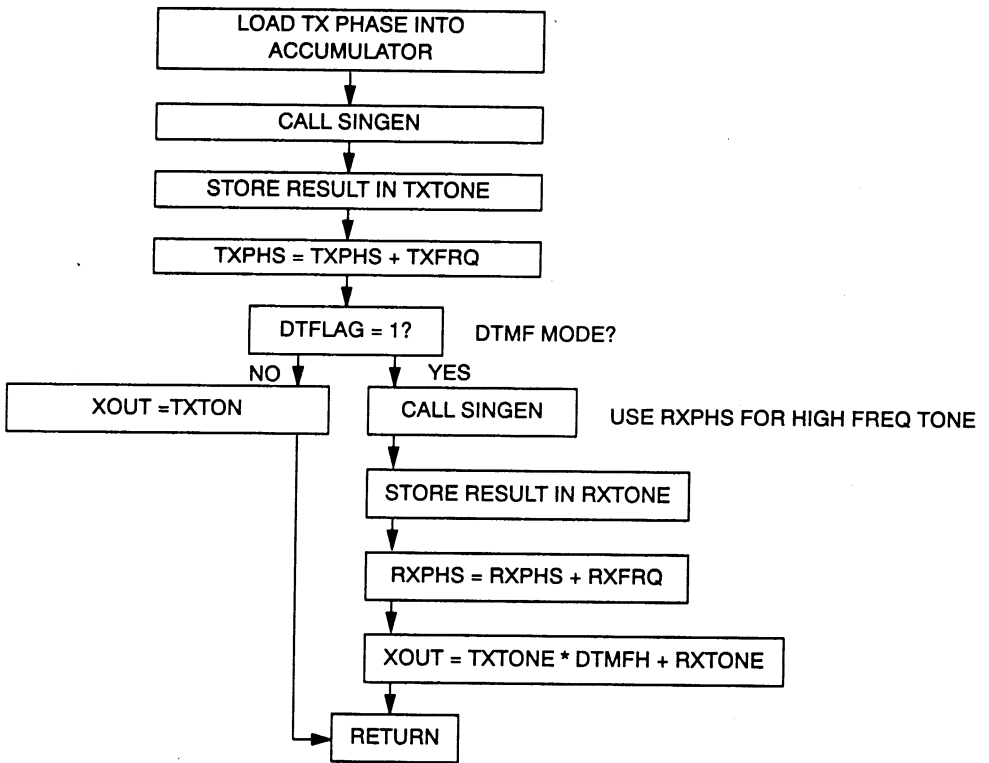 LOAD TX PHASE INTO
ACCUMULATOR
CALL SINGEN
STORE RESULT IN TXTONE
TXPHS = TXPHS + TXFRQ
DTFLAG = 1?
DTMF MODE?
NO
YES
XOUT =TXTON
CALL SINGEN
USE RXPHS FOR HIGH FREQ TONE
STORE RESULT IN RXTONE
RXPHS = RXPHS + RXFRQ
XOUT = TXTONE * DTMFH + RXTONE
RETURN